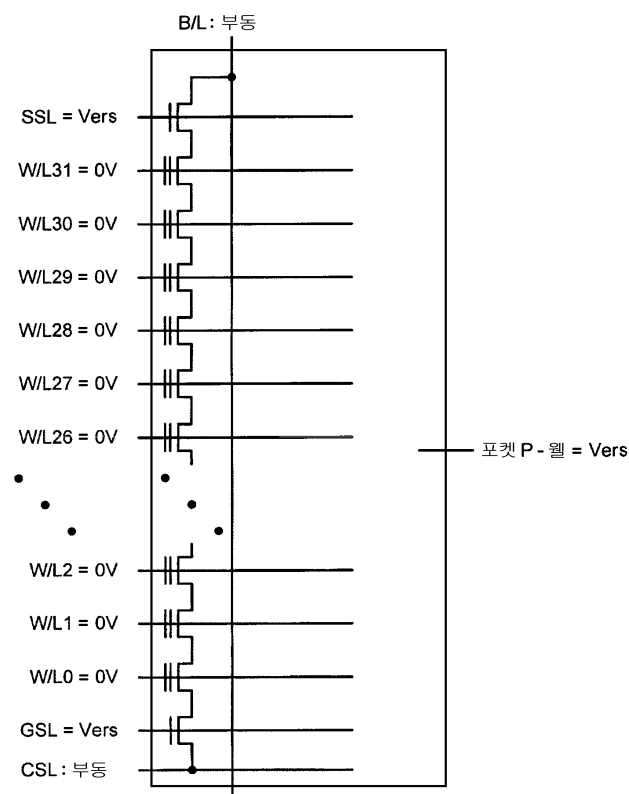 B/L: 부동
SSL = Vers
W/L31 = 0V
W/L30 = 0V
W/L29 = 0V
W/L28 = 0V
W/L27 = 0V
W/L26 = 0V
포켓 P - 웰 = Vers
W/L2 = 0V
W/L1 = 0V
W/L0 = 0V
GSL = Vers
CSL: 부동